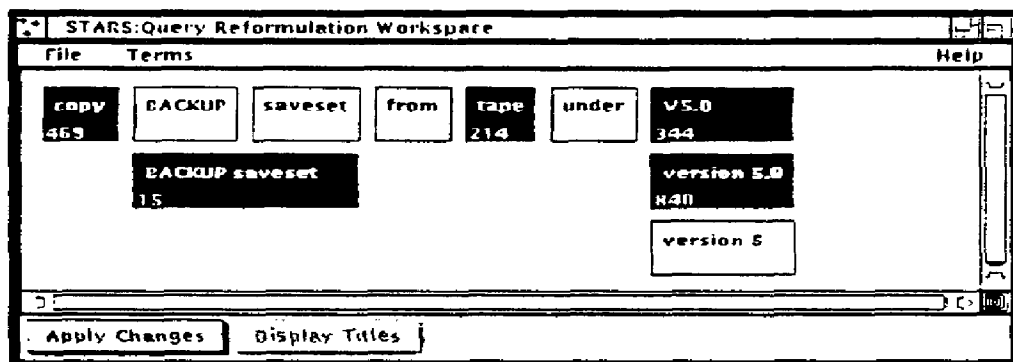 STARS:Query Reformulation Workspace
File Terms Help
copy BACKUP saveset from tape under V5.0
469 214 344
BACKUP saveset version 5.0
15 840
version 5
Apply Changes Display Titles